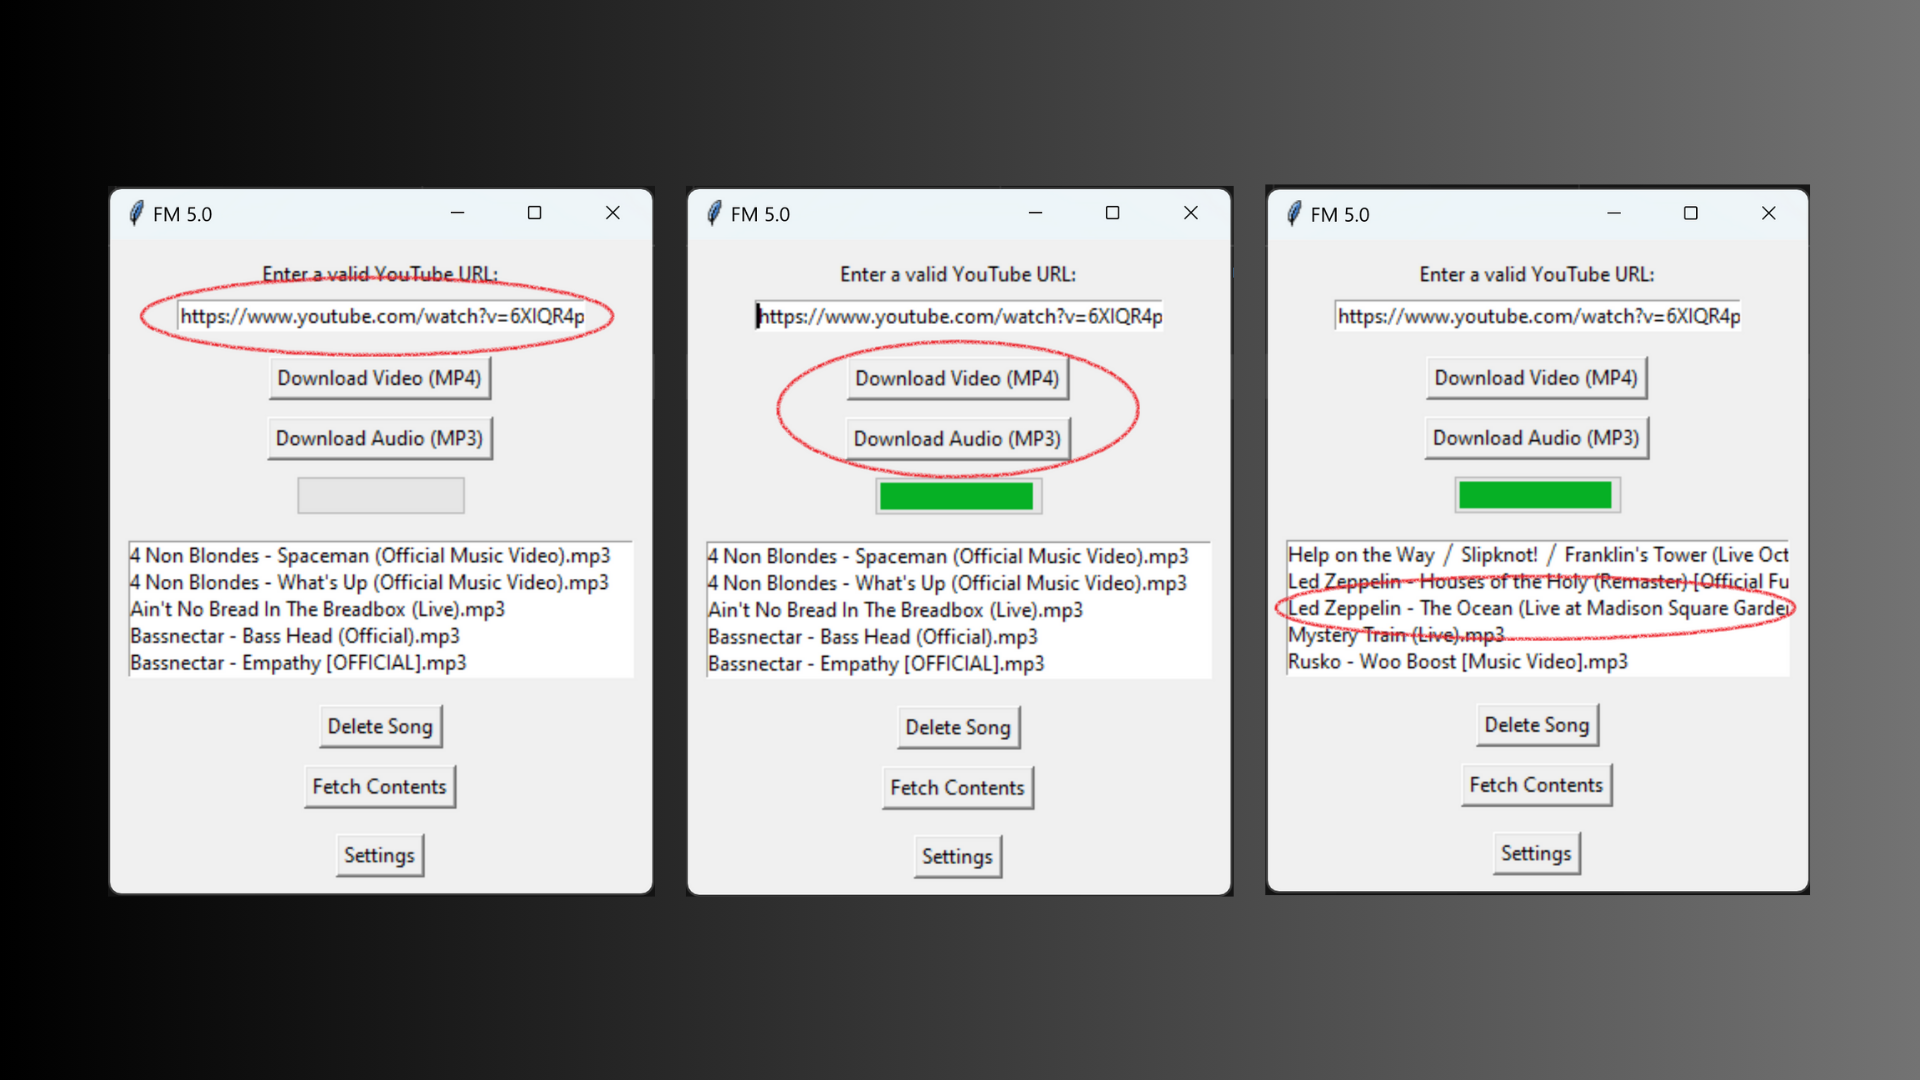 FM 5.0
Enter a valid YouTube URL:
https://www.youtube.com/watch?v=6XIQR4p
Download Video (MP4)
Download Audio (MP3)
4 Non Blondes - Spaceman (Official Music Video).mp3
4 Non Blondes - What's Up (Official Music Video).mp3
Ain't No Bread In The Breadbox (Live).mp3
Bassnectar - Bass Head (Official).mp3
Bassnectar - Empathy [OFFICIAL].mp3
Delete Song
Fetch Contents
Settings
FM 5.0
Enter a valid YouTube URL:
https://www.youtube.com/watch?v=6XIQR4p
Download Video (MP4)
Download Audio (MP3)
4 Non Blondes - Spaceman (Official Music Video).mp3
4 Non Blondes - What's Up (Official Music Video).mp3
Ain't No Bread In The Breadbox (Live).mp3
Bassnectar - Bass Head (Official).mp3
Bassnectar - Empathy [OFFICIAL].mp3
Delete Song
Fetch Contents
Settings
FM 5.0
Enter a valid YouTube URL:
https://www.youtube.com/watch?v=6XIQR4p
Download Video (MP4)
Download Audio (MP3)
Help on the Way / Slipknot! / Franklin's Tower (Live Oct
Led Zeppelin - Houses of the Holy (Remaster) [Official Fu
Led Zeppelin - The Ocean (Live at Madison Square Garden
Mystery Train (Live).mp3
Rusko - Woo Boost [Music Video].mp3
Delete Song
Fetch Contents
Settings